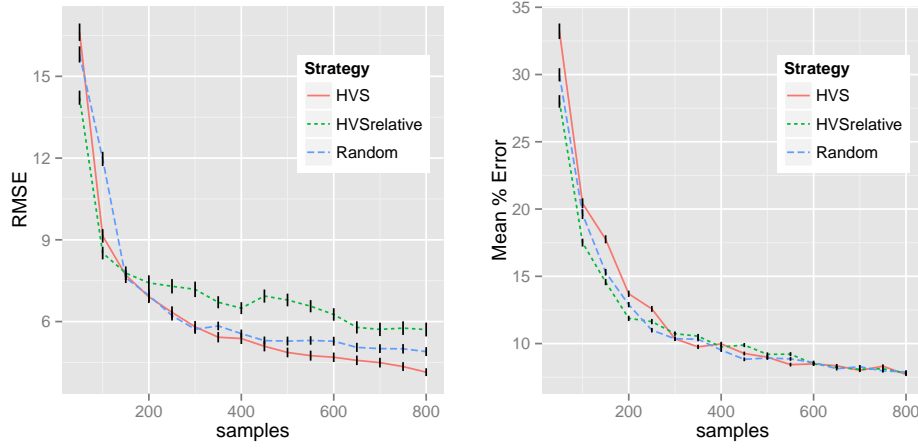 RMSE
15
12
9
6
200
400
600
800
samples
Strategy
HVS
HVSrelative
Random
Mean % Error
35
30
25
20
15
10
200
400
600
800
samples
Strategy
HVS
HVSrelative
Random